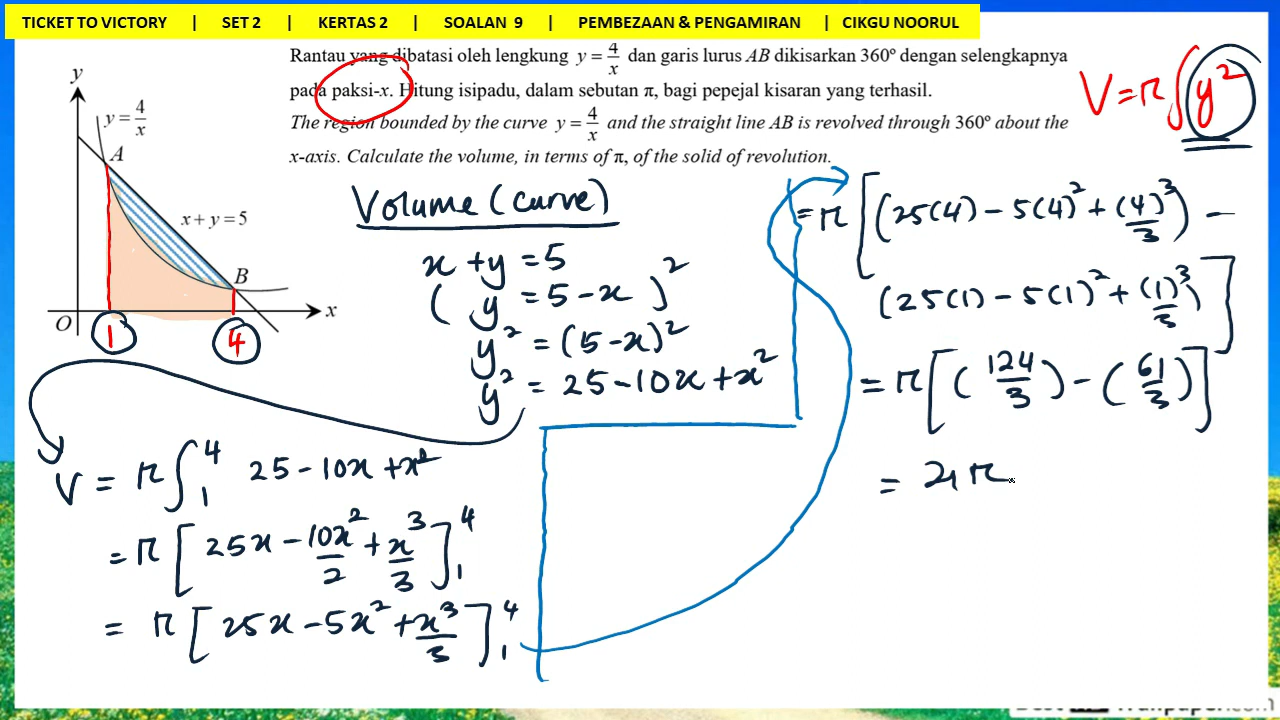 TICKET TO VICTORY | SET 2 | KERTAS 2 | SOALAN 9 | PEMBEZAAN & PENGAMIRAN | CIKGU NOORUL
Rantau yang dibatasi oleh lengkung y = 4/x dan garis lurus AB dikisarkan 360° dengan selengkapnya
pada paksi-x. Hitung isipadu, dalam sebutan π, bagi pepejal kisaran yang terhasil.
The region bounded by the curve y = 4/x and the straight line AB is revolved through 360° about the
x-axis. Calculate the volume, in terms of π, of the solid of revolution.
V = π∫y²
y
y = 4/x
A
x + y = 5
B
O
x
1
4
Volume (curve)
x + y = 5
( y = 5 - x )²
y² = (5 - x)²
y² = 25 - 10x + x²
V = π∫₁⁴ 25 - 10x + x²
= π[25x - 10x²/2 + x³/3]₁⁴
= π[25x - 5x² + x³/3]₁⁴
= π[(25(4) - 5(4)² + (4)³/3) -
(25(1) - 5(1)² + (1)³/3)]
= π[(124/3) - (61/3)]
= 21π